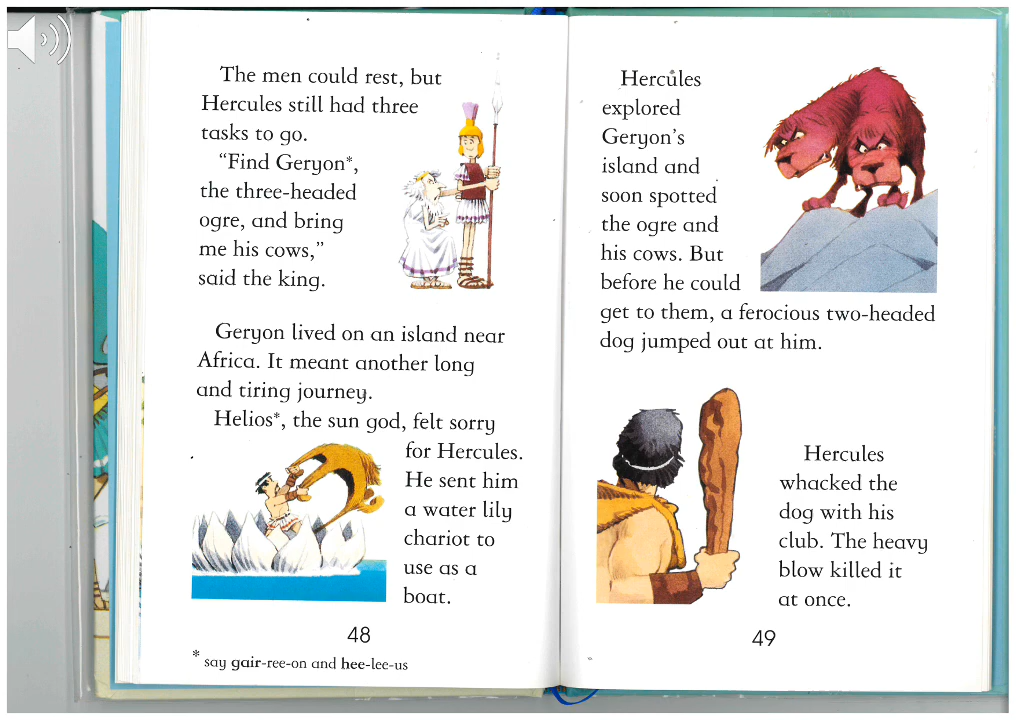 The men could rest, but
Hercules still had three
tasks to go.
“Find Geryon*,
the three-headed
ogre, and bring
me his cows,”
said the king.
Geryon lived on an island near
Africa. It meant another long
and tiring journey.
Helios*, the sun god, felt sorry
for Hercules.
He sent him
a water lily
chariot to
use as a
boat.
48
* say gair-ree-on and hee-lee-us
Hercules
explored
Geryon’s
island and
soon spotted
the ogre and
his cows. But
before he could
get to them, a ferocious two-headed
dog jumped out at him.
Hercules
whacked the
dog with his
club. The heavy
blow killed it
at once.
49